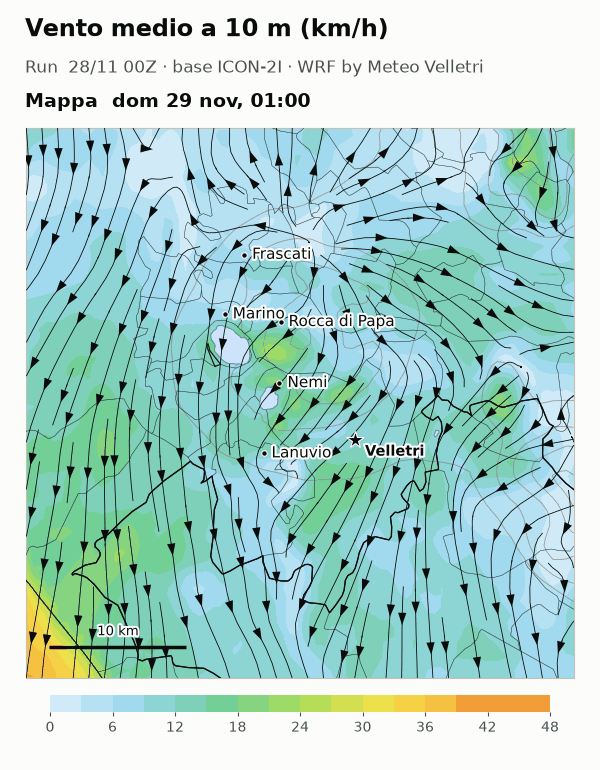 Vento medio a 10 m (km/h)
Run  28/11 00Z · base ICON-2I · WRF by Meteo Velletri
Mappa  dom 29 nov, 01:00
Frascati
Marino
Rocca di Papa
Nemi
Velletri
Lanuvio
10 km
0 6 12 18 24 30 36 42 48